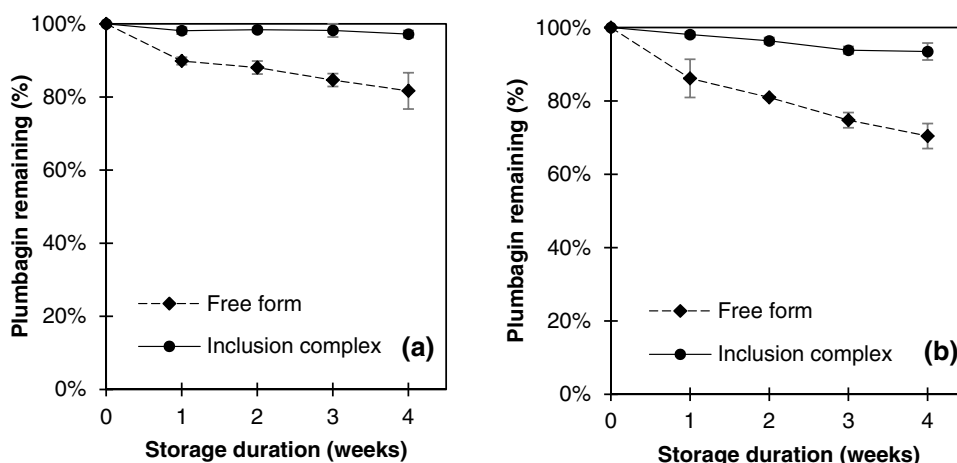 100%
80%
60%
40%
20%
0%
Plumbagin remaining (%)
Free form
Inclusion complex
(a)
0 1 2 3 4
Storage duration (weeks)
100%
80%
60%
40%
20%
0%
Plumbagin remaining (%)
Free form
Inclusion complex
(b)
0 1 2 3 4
Storage duration (weeks)